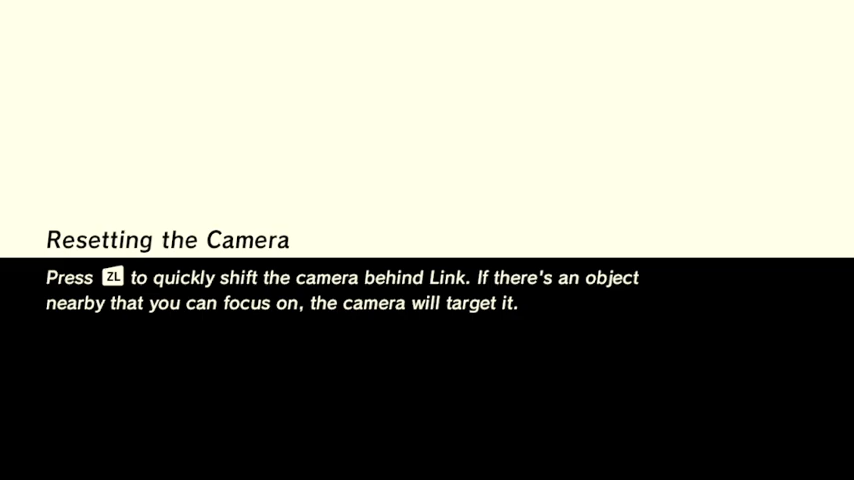 Resetting the Camera
Press ZL to quickly shift the camera behind Link. If there's an object
nearby that you can focus on, the camera will target it.